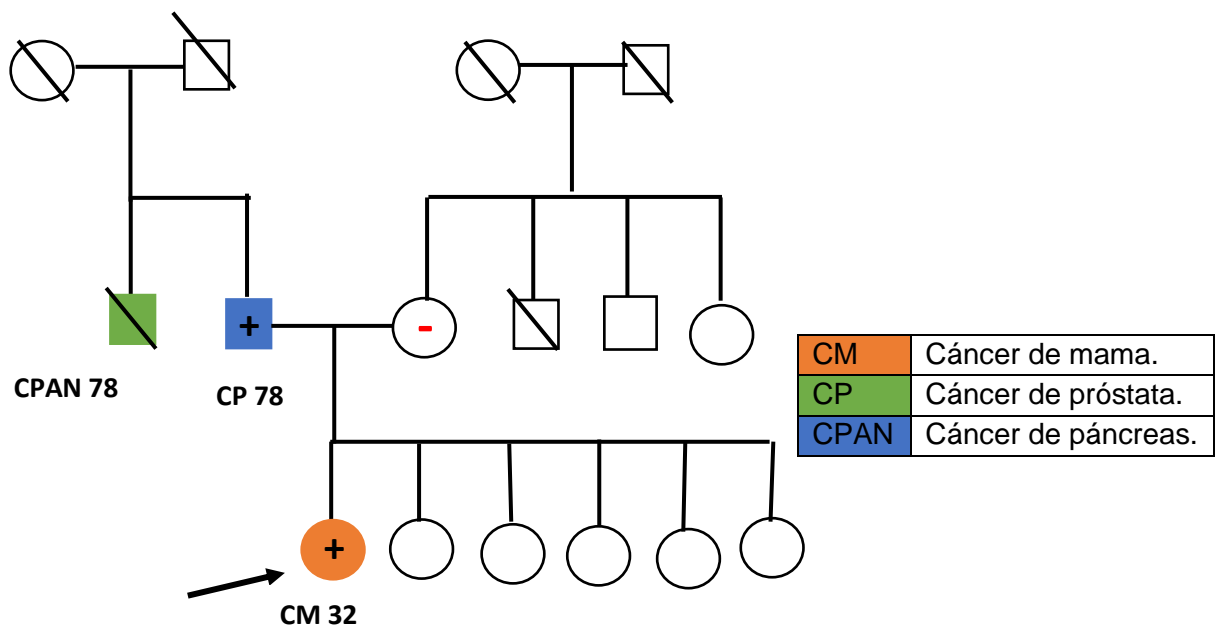 +
-
CPAN 78
CP 78
CM Cáncer de mama.
CP Cáncer de próstata.
CPAN Cáncer de páncreas.
+
CM 32